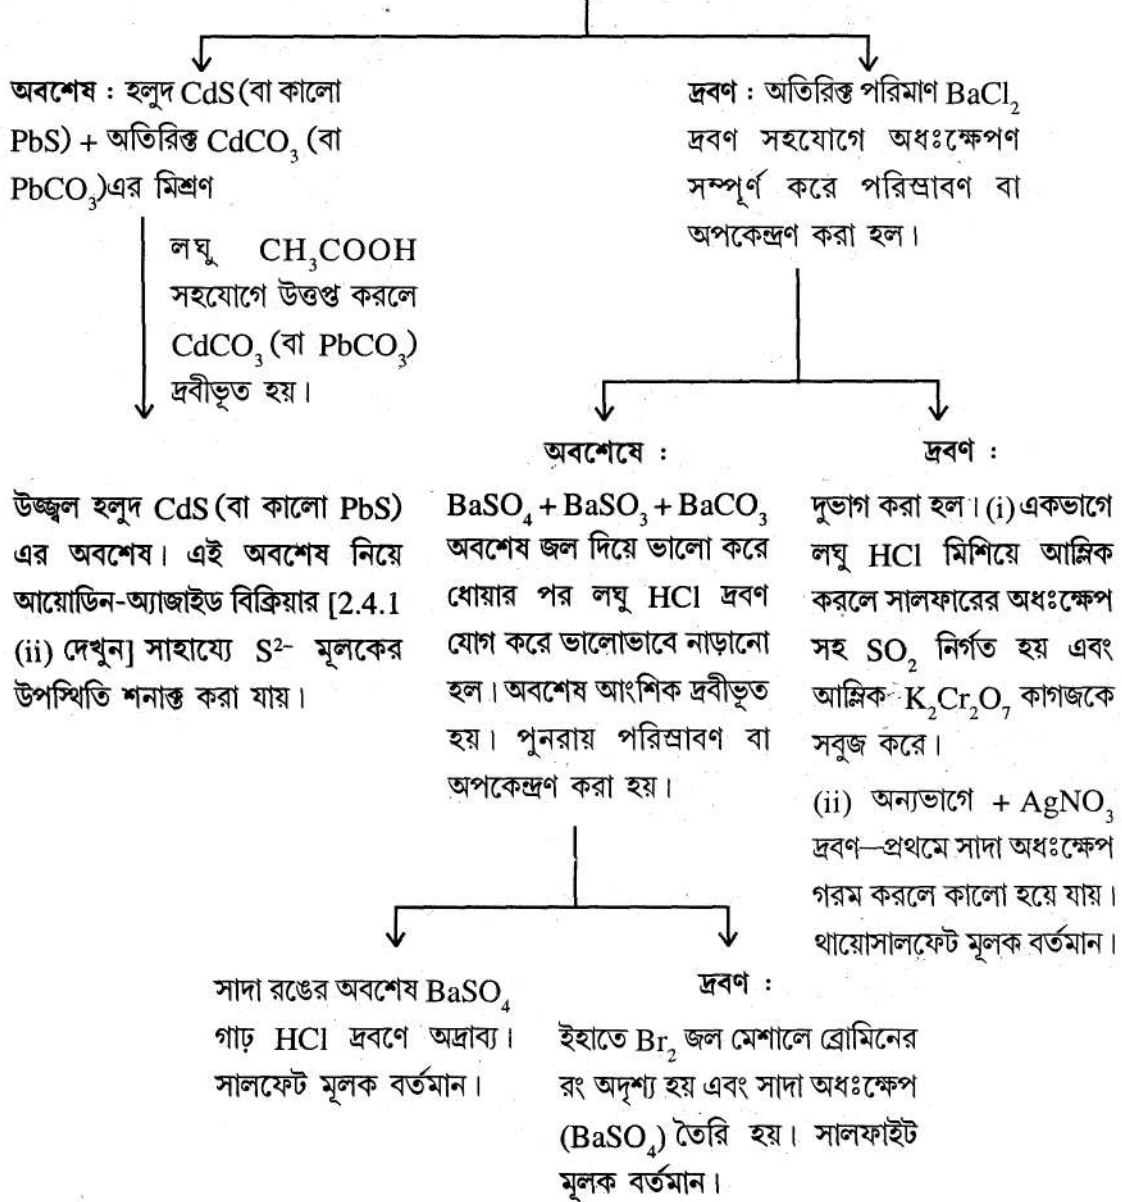 অবশেষ : হলুদ CdS (বা কালো
PbS) + অতিরিক্ত CdCO₃ (বা
PbCO₃)এর মিশ্রণ
লঘু CH₃COOH
সহযোগে উত্তপ্ত করলে
CdCO₃ (বা PbCO₃)
দ্রবীভূত হয়।
উজ্জ্বল হলুদ CdS (বা কালো PbS)
এর অবশেষ। এই অবশেষ নিয়ে
আয়োডিন-অ্যাজাইড বিক্রিয়ার [2.4.1
(ii) দেখুন] সাহায্যে S²⁻ মূলকের
উপস্থিতি শনাক্ত করা যায়।
দ্রবণ : অতিরিক্ত পরিমাণ BaCl₂
দ্রবণ সহযোগে অধঃক্ষেপণ
সম্পূর্ণ করে পরিস্রাবণ বা
অপকেন্দ্রণ করা হল।
অবশেষে :
BaSO₄ + BaSO₃ + BaCO₃
অবশেষ জল দিয়ে ভালো করে
ধোয়ার পর লঘু HCl দ্রবণ
যোগ করে ভালোভাবে নাড়ানো
হল। অবশেষ আংশিক দ্রবীভূত
হয়। পুনরায় পরিস্রাবণ বা
অপকেন্দ্রণ করা হয়।
দ্রবণ :
দুভাগ করা হল। (i) একভাগে
লঘু HCl মিশিয়ে আম্লিক
করলে সালফারের অধঃক্ষেপ
সহ SO₂ নির্গত হয় এবং
আম্লিক K₂Cr₂O₇ কাগজকে
সবুজ করে।
(ii) অন্যভাগে + AgNO₃
দ্রবণ—প্রথমে সাদা অধঃক্ষেপ
গরম করলে কালো হয়ে যায়।
থায়োসালফেট মূলক বর্তমান।
সাদা রঙের অবশেষ BaSO₄
গাঢ় HCl দ্রবণে অদ্রাব্য।
সালফেট মূলক বর্তমান।
দ্রবণ :
ইহাতে Br₂ জল মেশালে ব্রোমিনের
রং অদৃশ্য হয় এবং সাদা অধঃক্ষেপ
(BaSO₄) তৈরি হয়। সালফাইট
মূলক বর্তমান।